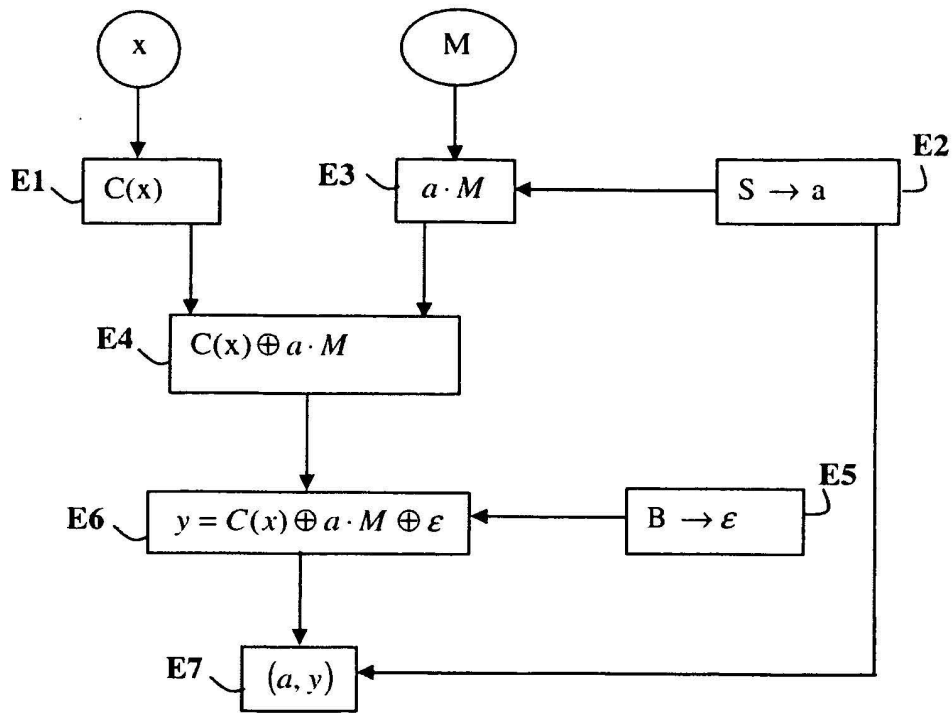 x
M
E1
C(x)
E3
a · M
S → a
E2
E4
C(x) ⊕ a · M
E6
y = C(x) ⊕ a · M ⊕ ε
B → ε
E5
E7
(a, y)